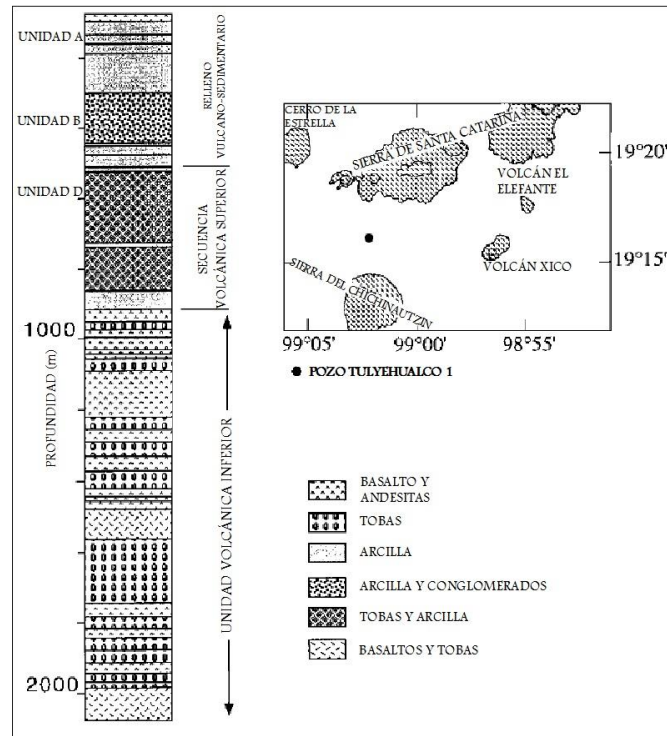 UNIDAD A
UNIDAD B
UNIDAD D
1000
PROFUNDIDAD (m)
2000
RELLENO
VULCANO-SEDIMENTARIO
SECUENCIA
VOLCÁNICA SUPERIOR
UNIDAD VOLCÁNICA INFERIOR
CERRO DE LA
ESTRELLA
SIERRA DE SANTA CATARINA
VOLCÁN EL
ELEFANTE
VOLCÁN XICO
SIERRA DEL CHICHINAUTZIN
19°20
19°15
99°05
99°00
98°55
POZO TULYEHUALCO 1
BASALTO Y
ANDESITAS
TOBAS
ARCILLA
ARCILLA Y CONGLOMERADOS
TOBAS Y ARCILLA
BASALTOS Y TOBAS